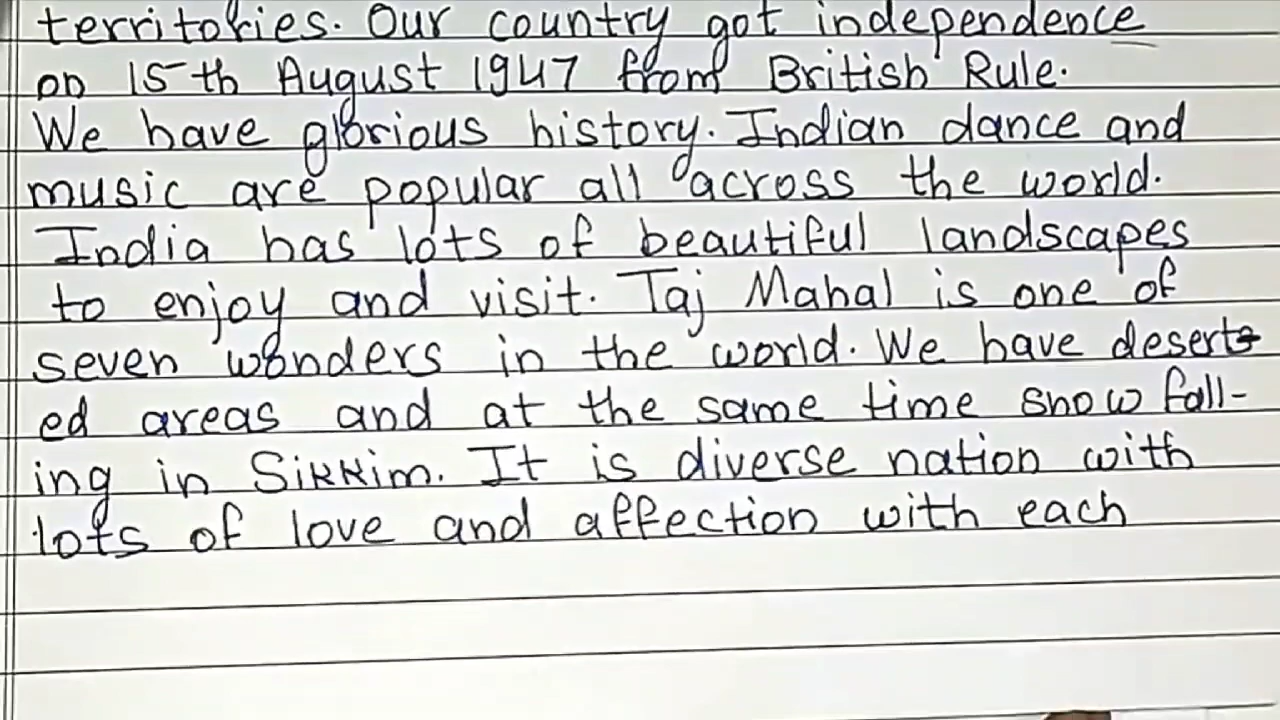 territories. Our country got independence
on 15th August 1947 from British Rule.
We have glorious history. Indian dance and
music are popular all across the world.
India has lots of beautiful landscapes
to enjoy and visit. Taj Mahal is one of
seven wonders in the world. We have desert-
ed areas and at the same time snow fall-
ing in Sikkim. It is diverse nation with
lots of love and affection with each